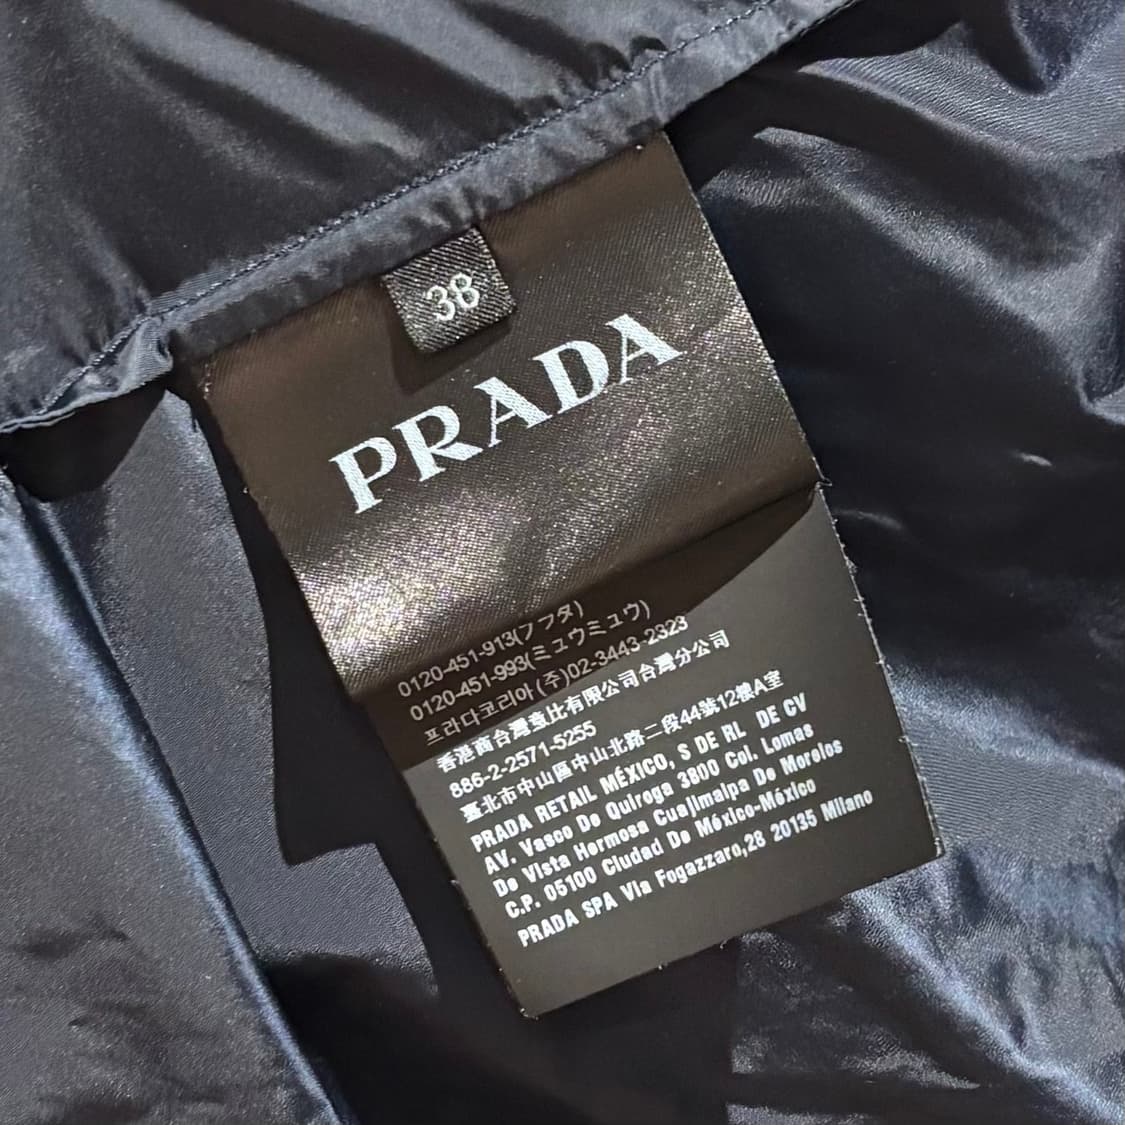 38
PRADA
0120-451-913(プラダ)
0120-451-993(ミュウミュウ)
프라다코리아(주)02-3443-2323
香港商台灣壹比有限公司台灣分公司
886-2-2571-5255
臺北市中山區中山北路二段44號12樓A室
PRADA RETAIL MÉXICO, S DE RL DE CV
AV. Vasco De Quiroga 3800 Col. Lomas
De Vista Hermosa Cuajimalpa De Morelos
C.P. 05100 Ciudad De México-México
PRADA SPA Via Fogazzaro,28 20135 Milano